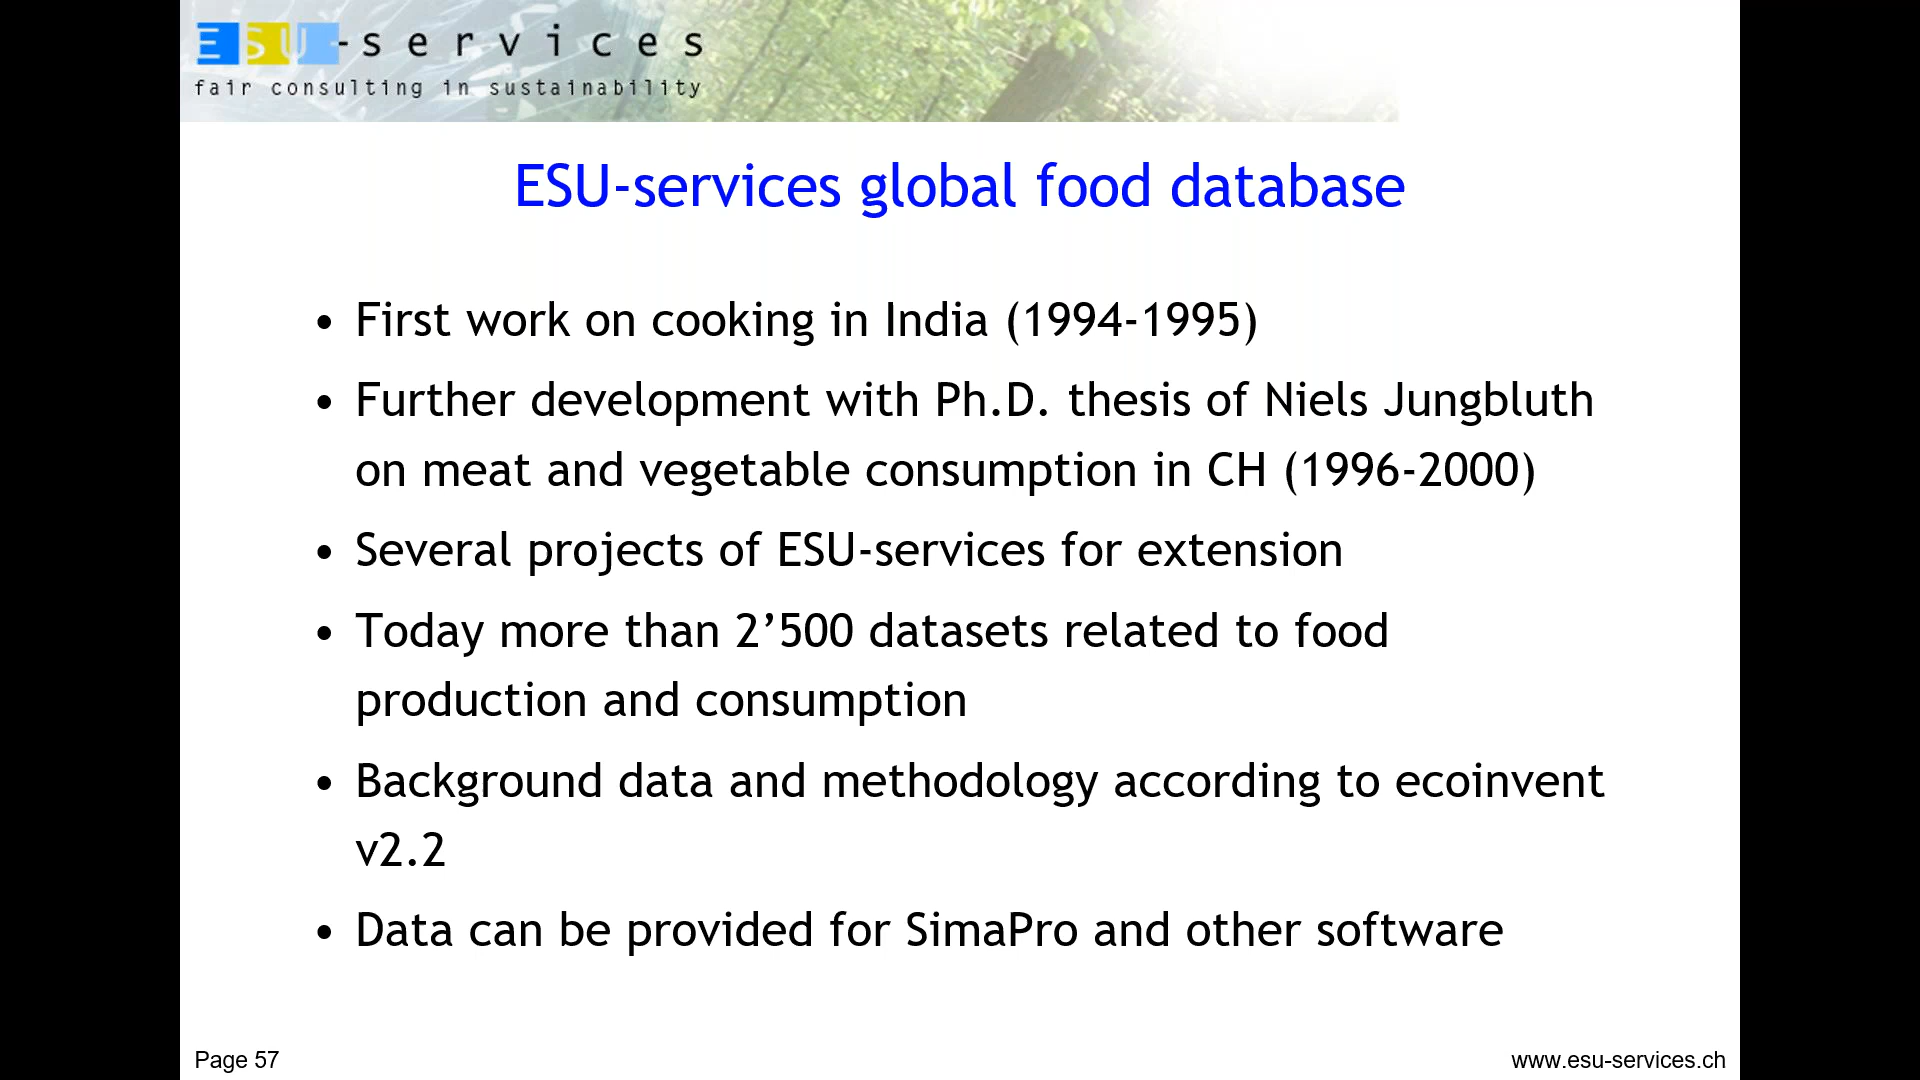 ESU-services
fair consulting in sustainability
ESU-services global food database
• First work on cooking in India (1994-1995)
• Further development with Ph.D. thesis of Niels Jungbluth
on meat and vegetable consumption in CH (1996-2000)
• Several projects of ESU-services for extension
• Today more than 2’500 datasets related to food
production and consumption
• Background data and methodology according to ecoinvent
v2.2
• Data can be provided for SimaPro and other software
Page 57
www.esu-services.ch